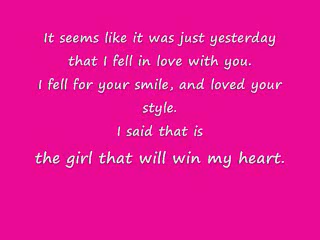 It seems like it was just yesterday
that I fell in love with you.
I fell for your smile, and loved your
style.
I said that is
the girl that will win my heart.